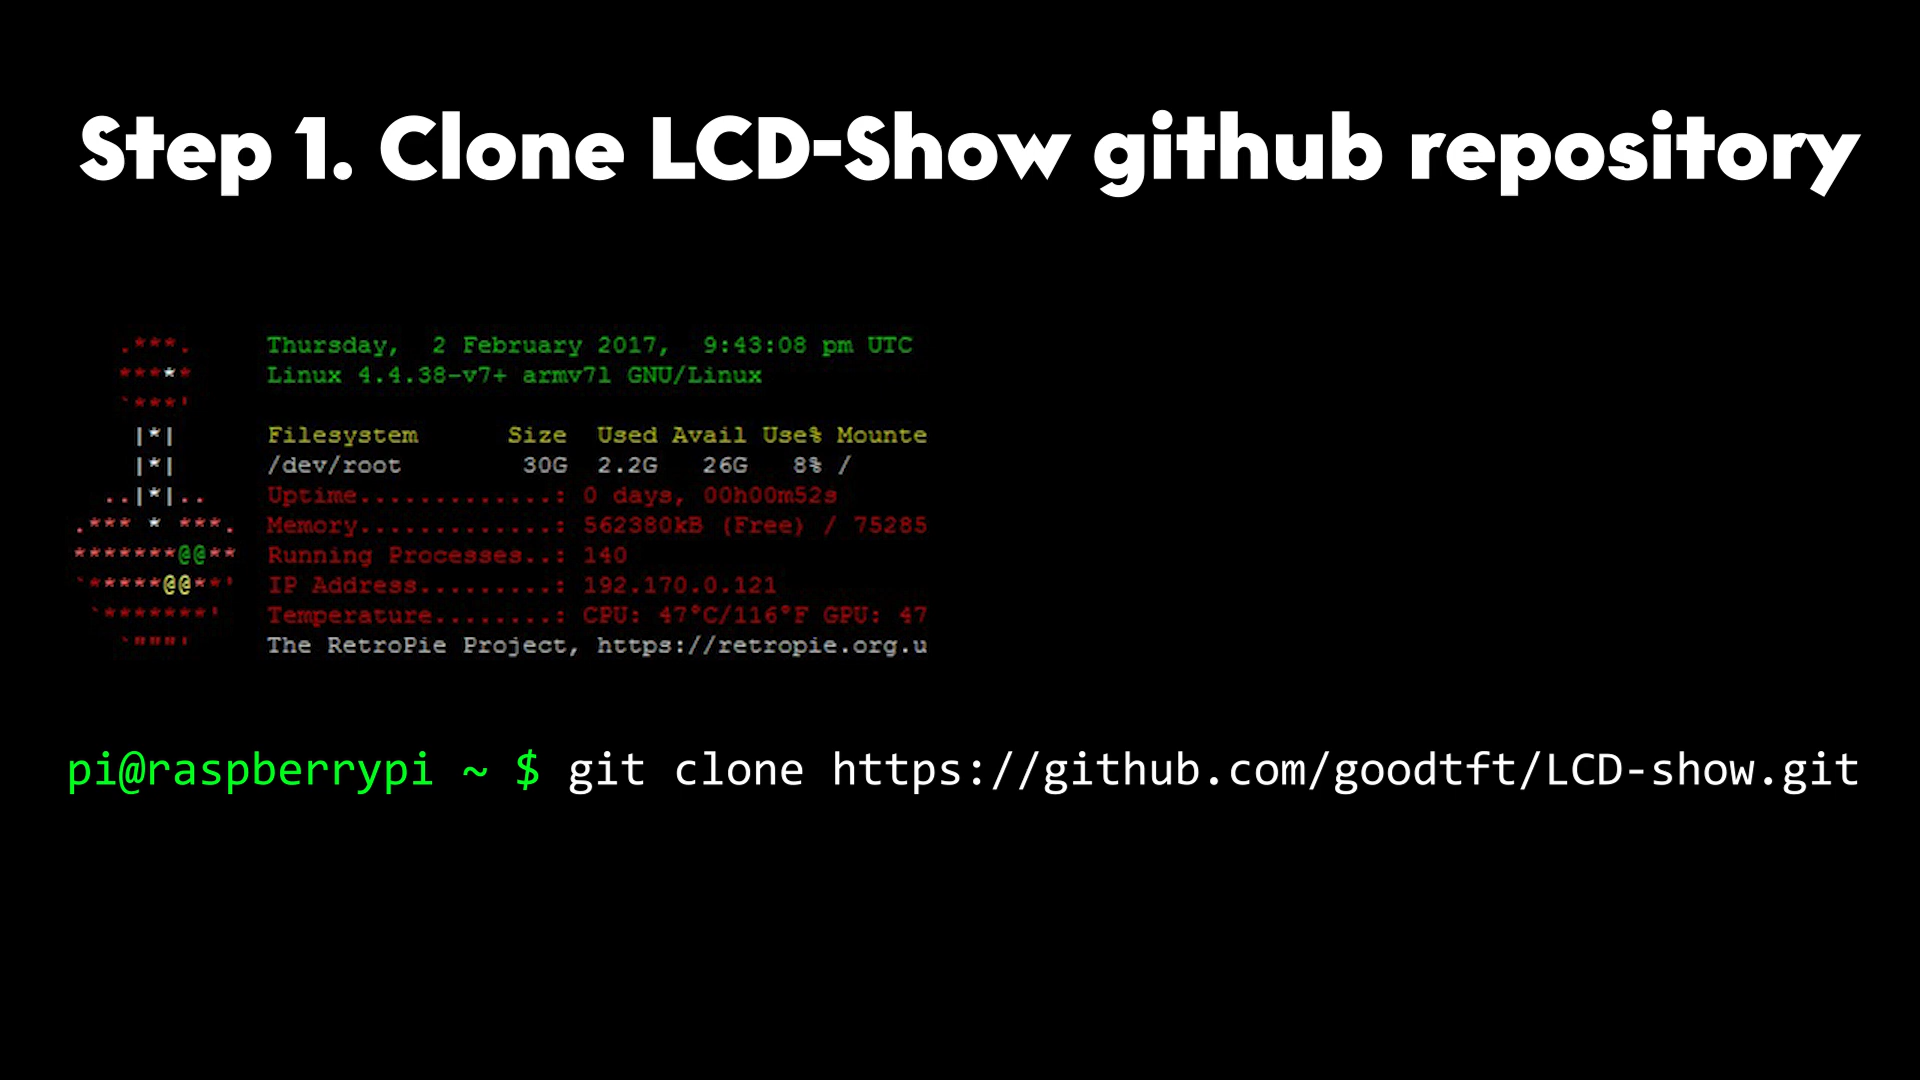 Step 1. Clone LCD-Show github repository
.***.    Thursday,  2 February 2017,  9:43:08 pm UTC
*****    Linux 4.4.38-v7+ armv7l GNU/Linux
`***'
|*|    Filesystem      Size  Used Avail Use% Mounte
|*|    /dev/root        30G  2.2G   26G   8% /
..|*|..    Uptime.............: 0 days, 00h00m52s
.*** * ***.    Memory.............: 562380kB (Free) / 75285
*******@@**    Running Processes..: 140
`*****@@**'    IP Address.........: 192.170.0.121
`*******'    Temperature........: CPU: 47°C/116°F GPU: 47
`"""'    The RetroPie Project, https://retropie.org.u
pi@raspberrypi ~ $ git clone https://github.com/goodtft/LCD-show.git